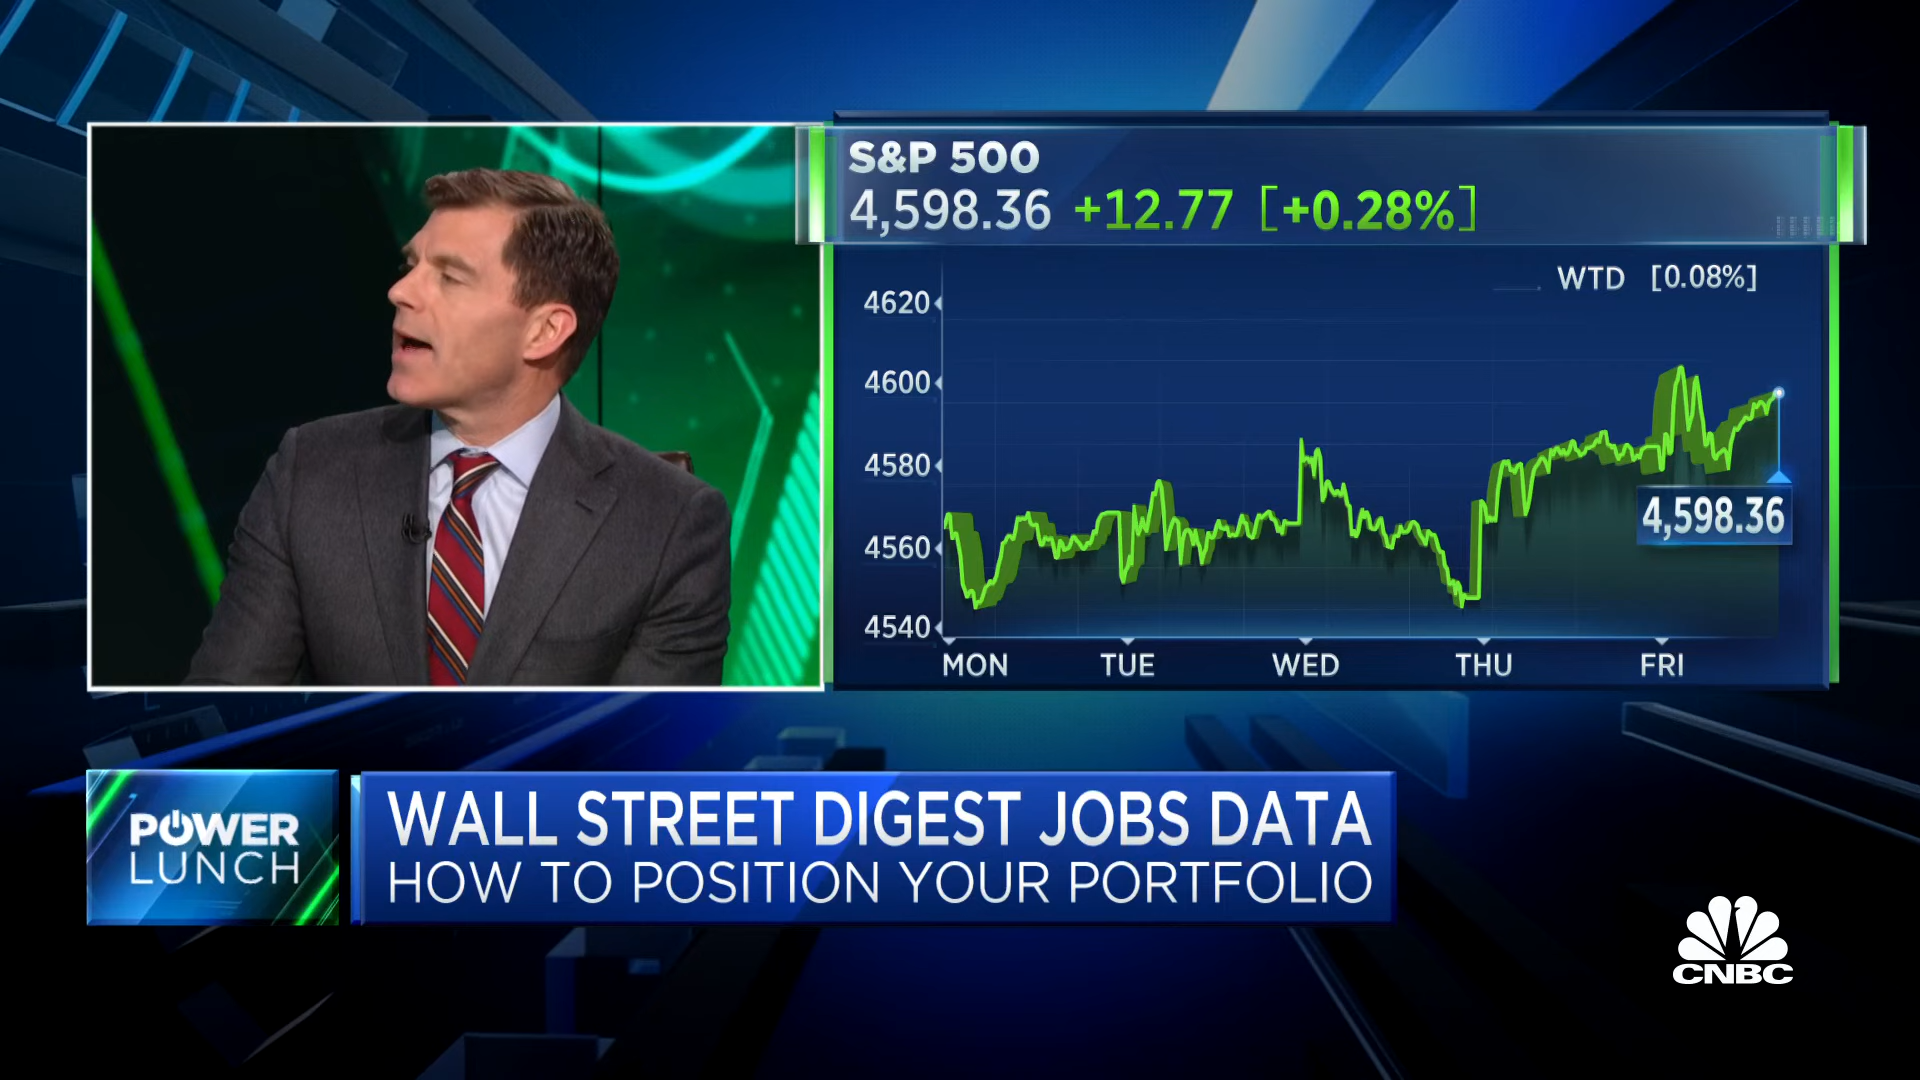 S&P 500
4,598.36 +12.77 [+0.28%]
WTD [0.08%]
4620
4600
4580
4560
4540
4,598.36
MON TUE WED THU FRI
POWER
LUNCH
WALL STREET DIGEST JOBS DATA
HOW TO POSITION YOUR PORTFOLIO
CNBC